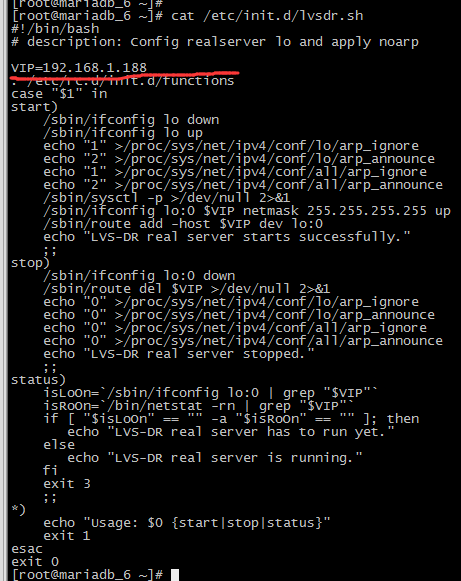 [root@mariadb_6 ~]#
[root@mariadb_6 ~]# cat /etc/init.d/lvsdr.sh
#!/bin/bash
# description: Config realserver lo and apply noarp

VIP=192.168.1.188
. /etc/rc.d/init.d/functions
case "$1" in
start)
    /sbin/ifconfig lo down
    /sbin/ifconfig lo up
    echo "1" >/proc/sys/net/ipv4/conf/lo/arp_ignore
    echo "2" >/proc/sys/net/ipv4/conf/lo/arp_announce
    echo "1" >/proc/sys/net/ipv4/conf/all/arp_ignore
    echo "2" >/proc/sys/net/ipv4/conf/all/arp_announce
    /sbin/sysctl -p >/dev/null 2>&1
    /sbin/ifconfig lo:0 $VIP netmask 255.255.255.255 up
    /sbin/route add -host $VIP dev lo:0
    echo "LVS-DR real server starts successfully."
    ;;
stop)
    /sbin/ifconfig lo:0 down
    /sbin/route del $VIP >/dev/null 2>&1
    echo "0" >/proc/sys/net/ipv4/conf/lo/arp_ignore
    echo "0" >/proc/sys/net/ipv4/conf/lo/arp_announce
    echo "0" >/proc/sys/net/ipv4/conf/all/arp_ignore
    echo "0" >/proc/sys/net/ipv4/conf/all/arp_announce
    echo "LVS-DR real server stopped."
    ;;
status)
    isLoOn=`/sbin/ifconfig lo:0 | grep "$VIP"`
    isRoOn=`/bin/netstat -rn | grep "$VIP"`
    if [ "$isLoOn" == "" -a "$isRoOn" == "" ]; then
       echo "LVS-DR real server has to run yet."
    else
       echo "LVS-DR real server is running."
    fi
    exit 3
    ;;
*)
    echo "Usage: $0 {start|stop|status}"
    exit 1
esac
exit 0
[root@mariadb_6 ~]#